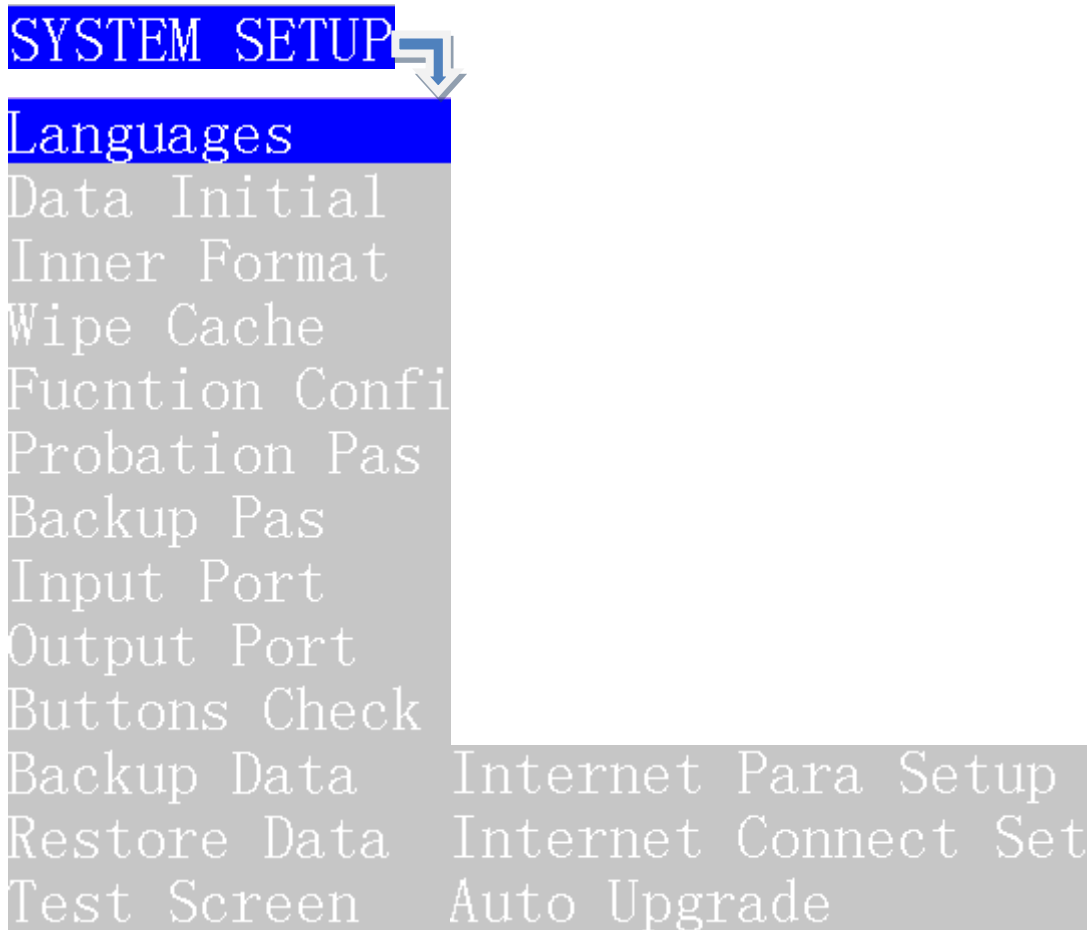 SYSTEM SETUP
Languages
Data Initial
Inner Format
Wipe Cache
Fucntion Confi
Probation Pas
Backup Pas
Input Port
Output Port
Buttons Check
Backup Data Internet Para Setup
Restore Data Internet Connect Set
Test Screen Auto Upgrade